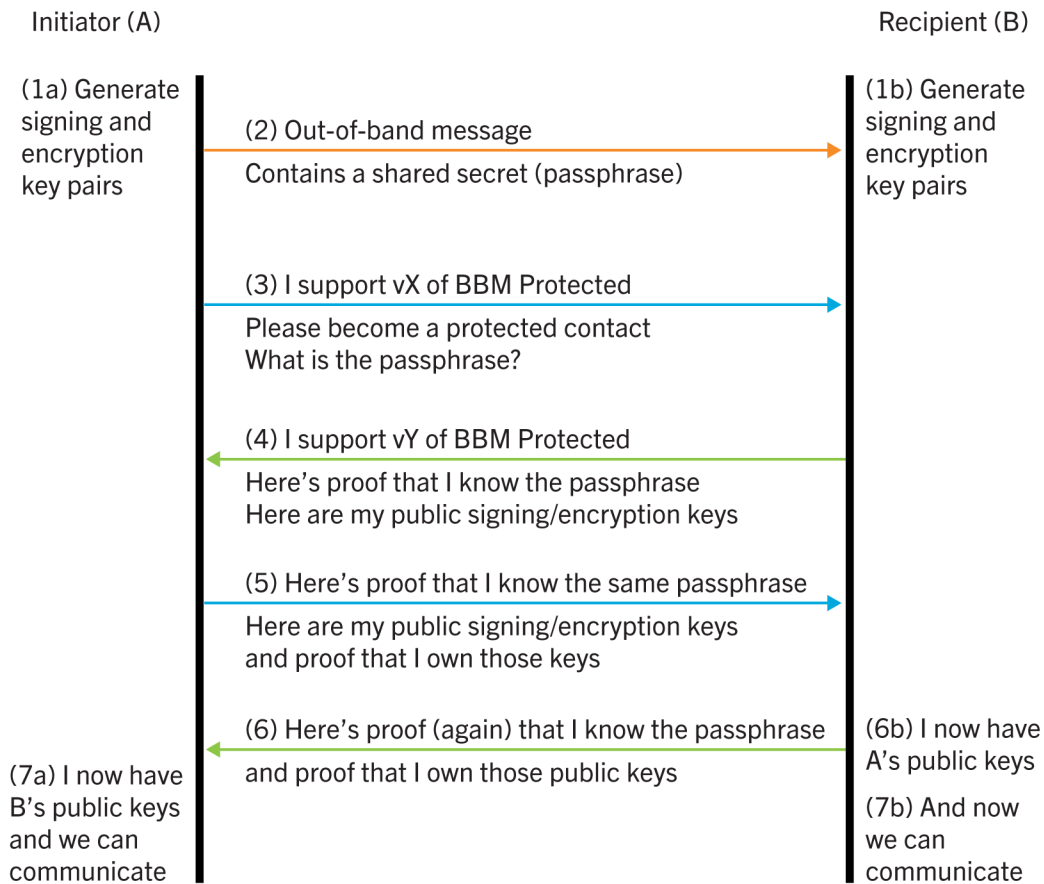 Initiator (A)
Recipient (B)
(1a) Generate
signing and
encryption
key pairs
(1b) Generate
signing and
encryption
key pairs
(2) Out-of-band message
Contains a shared secret (passphrase)
(3) I support vX of BBM Protected
Please become a protected contact
What is the passphrase?
(4) I support vY of BBM Protected
Here’s proof that I know the passphrase
Here are my public signing/encryption keys
(5) Here’s proof that I know the same passphrase
Here are my public signing/encryption keys
and proof that I own those keys
(6) Here’s proof (again) that I know the passphrase
and proof that I own those public keys
(6b) I now have
A’s public keys
(7a) I now have
B’s public keys
and we can
communicate
(7b) And now
we can
communicate